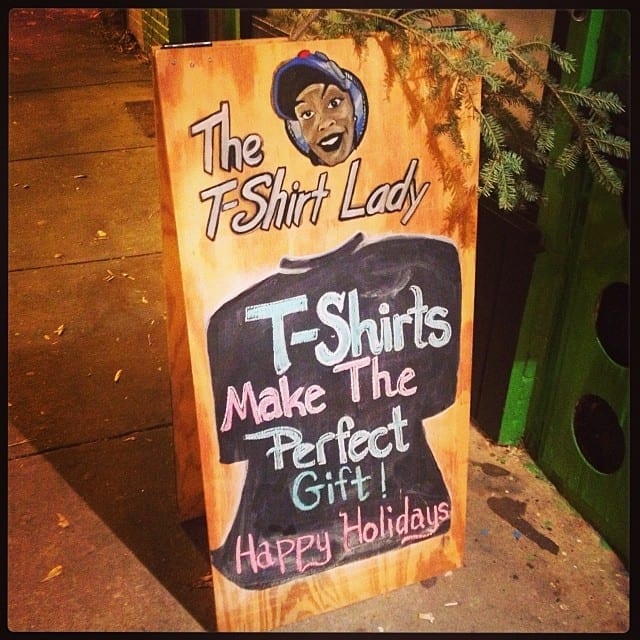 The
T-Shirt Lady
T-Shirts
Make The
Perfect
Gift!
Happy Holidays